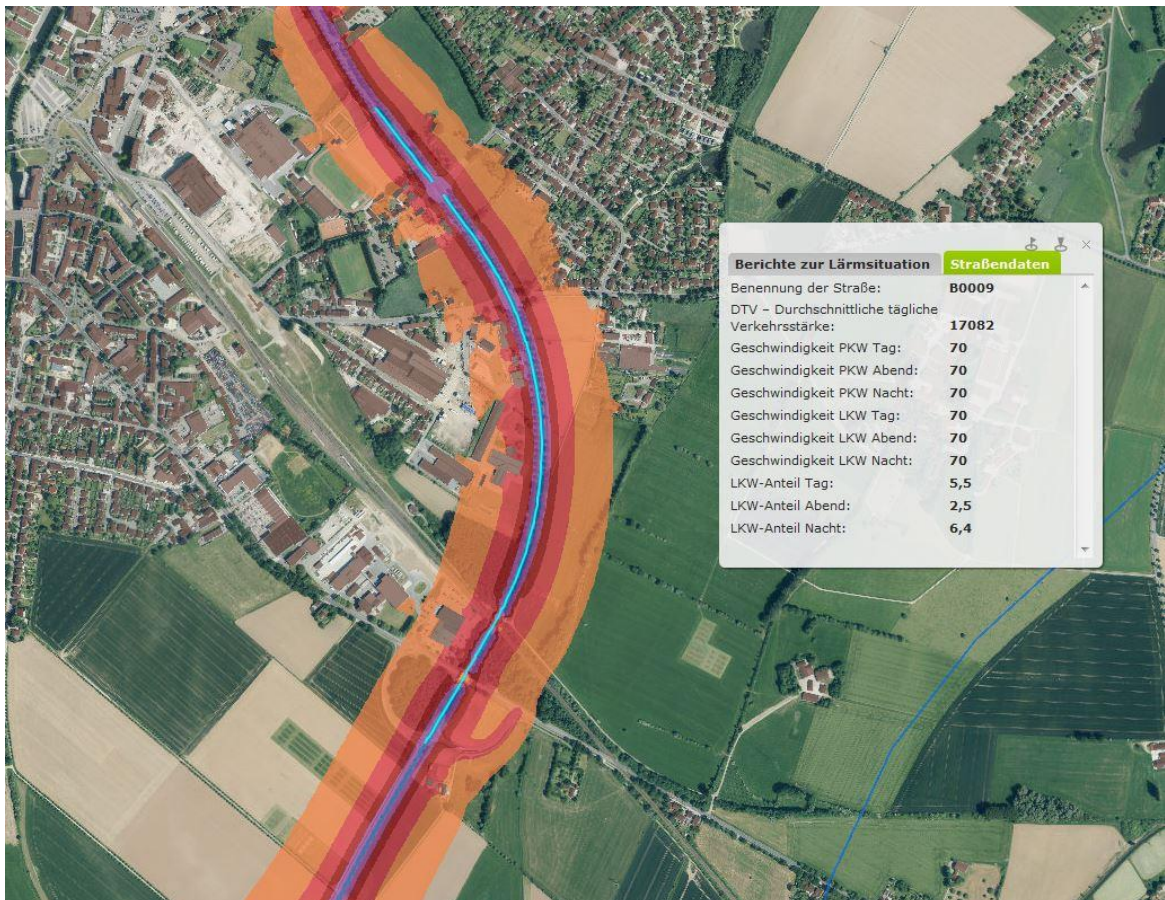 Berichte zur Lärmsituation Straßendaten
Benennung der Straße: B0009
DTV – Durchschnittliche tägliche
Verkehrsstärke: 17082
Geschwindigkeit PKW Tag: 70
Geschwindigkeit PKW Abend: 70
Geschwindigkeit PKW Nacht: 70
Geschwindigkeit LKW Tag: 70
Geschwindigkeit LKW Abend: 70
Geschwindigkeit LKW Nacht: 70
LKW-Anteil Tag: 5,5
LKW-Anteil Abend: 2,5
LKW-Anteil Nacht: 6,4